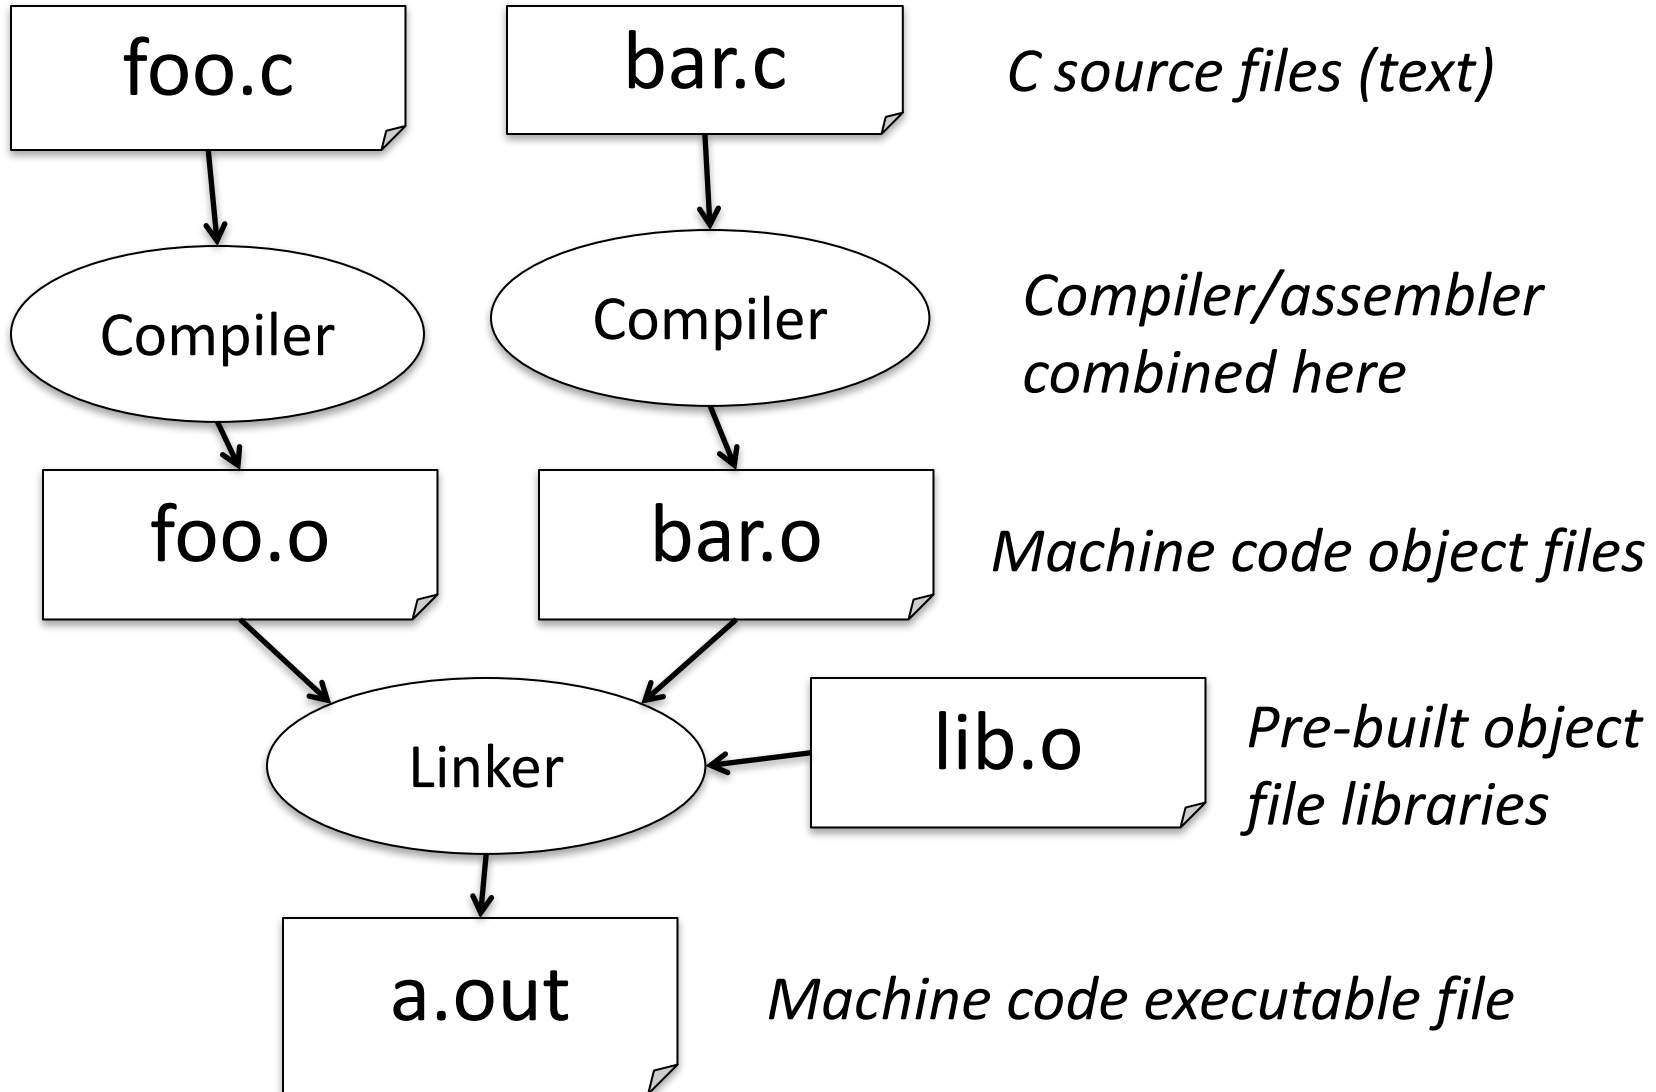 foo.c
bar.c
C source files (text)
Compiler
Compiler
Compiler/assembler
combined here
foo.o
bar.o
Machine code object files
Linker
lib.o
Pre-built object
file libraries
a.out
Machine code executable file